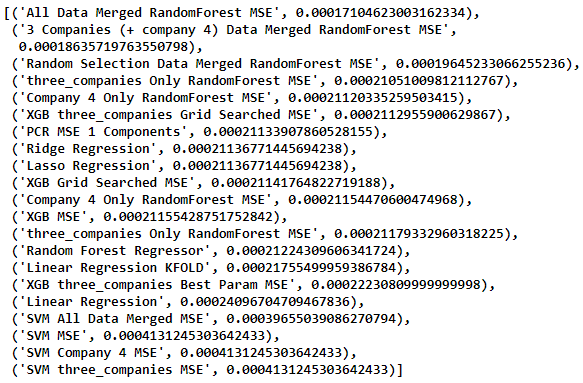 [('All Data Merged RandomForest MSE', 0.00017104623003162334),
('3 Companies (+ company 4) Data Merged RandomForest MSE',
0.00018635719763550798),
('Random Selection Data Merged RandomForest MSE', 0.00019645233066255236),
('three_companies Only RandomForest MSE', 0.00021051009812112767),
('Company 4 Only RandomForest MSE', 0.00021120335259503415),
('XGB three_companies Grid Searched MSE', 0.0002112955900629867),
('PCR MSE 1 Components', 0.00021133907860528155),
('Ridge Regression', 0.00021136771445694238),
('Lasso Regression', 0.00021136771445694238),
('XGB Grid Searched MSE', 0.00021141764822719188),
('Company 4 Only RandomForest MSE', 0.00021154470600474968),
('XGB MSE', 0.00021155428751752842),
('three_companies Only RandomForest MSE', 0.00021179332960318225),
('Random Forest Regressor', 0.00021224309606341724),
('Linear Regression KFOLD', 0.00021755499959386784),
('XGB three_companies Best Param MSE', 0.00022230809999999998),
('Linear Regression', 0.00024096704709467836),
('SVM All Data Merged MSE', 0.00039655039086270794),
('SVM MSE', 0.0004131245303642433),
('SVM Company 4 MSE', 0.0004131245303642433),
('SVM three_companies MSE', 0.0004131245303642433)]